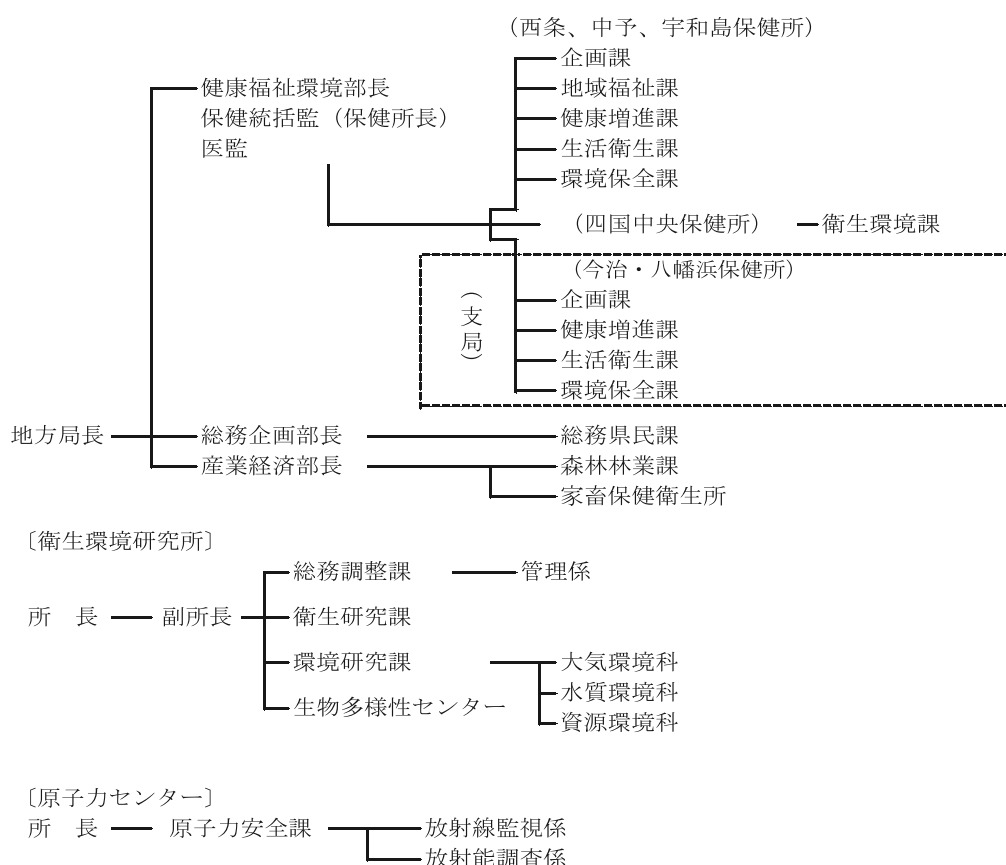 （西条、中予、宇和島保健所）
企画課
健康福祉環境部長
地域福祉課
保健統括監（保健所長）
健康増進課
医監
生活衛生課
環境保全課
（四国中央保健所）
衛生環境課
（今治・八幡浜保健所）
（支局）
企画課
健康増進課
生活衛生課
環境保全課
地方局長
総務企画部長
総務県民課
産業経済部長
森林林業課
家畜保健衛生所
〔衛生環境研究所〕
総務調整課
管理係
所　長
副所長
衛生研究課
環境研究課
大気環境科
水質環境科
生物多様性センター
資源環境科
〔原子力センター〕
所　長
原子力安全課
放射線監視係
放射能調査係